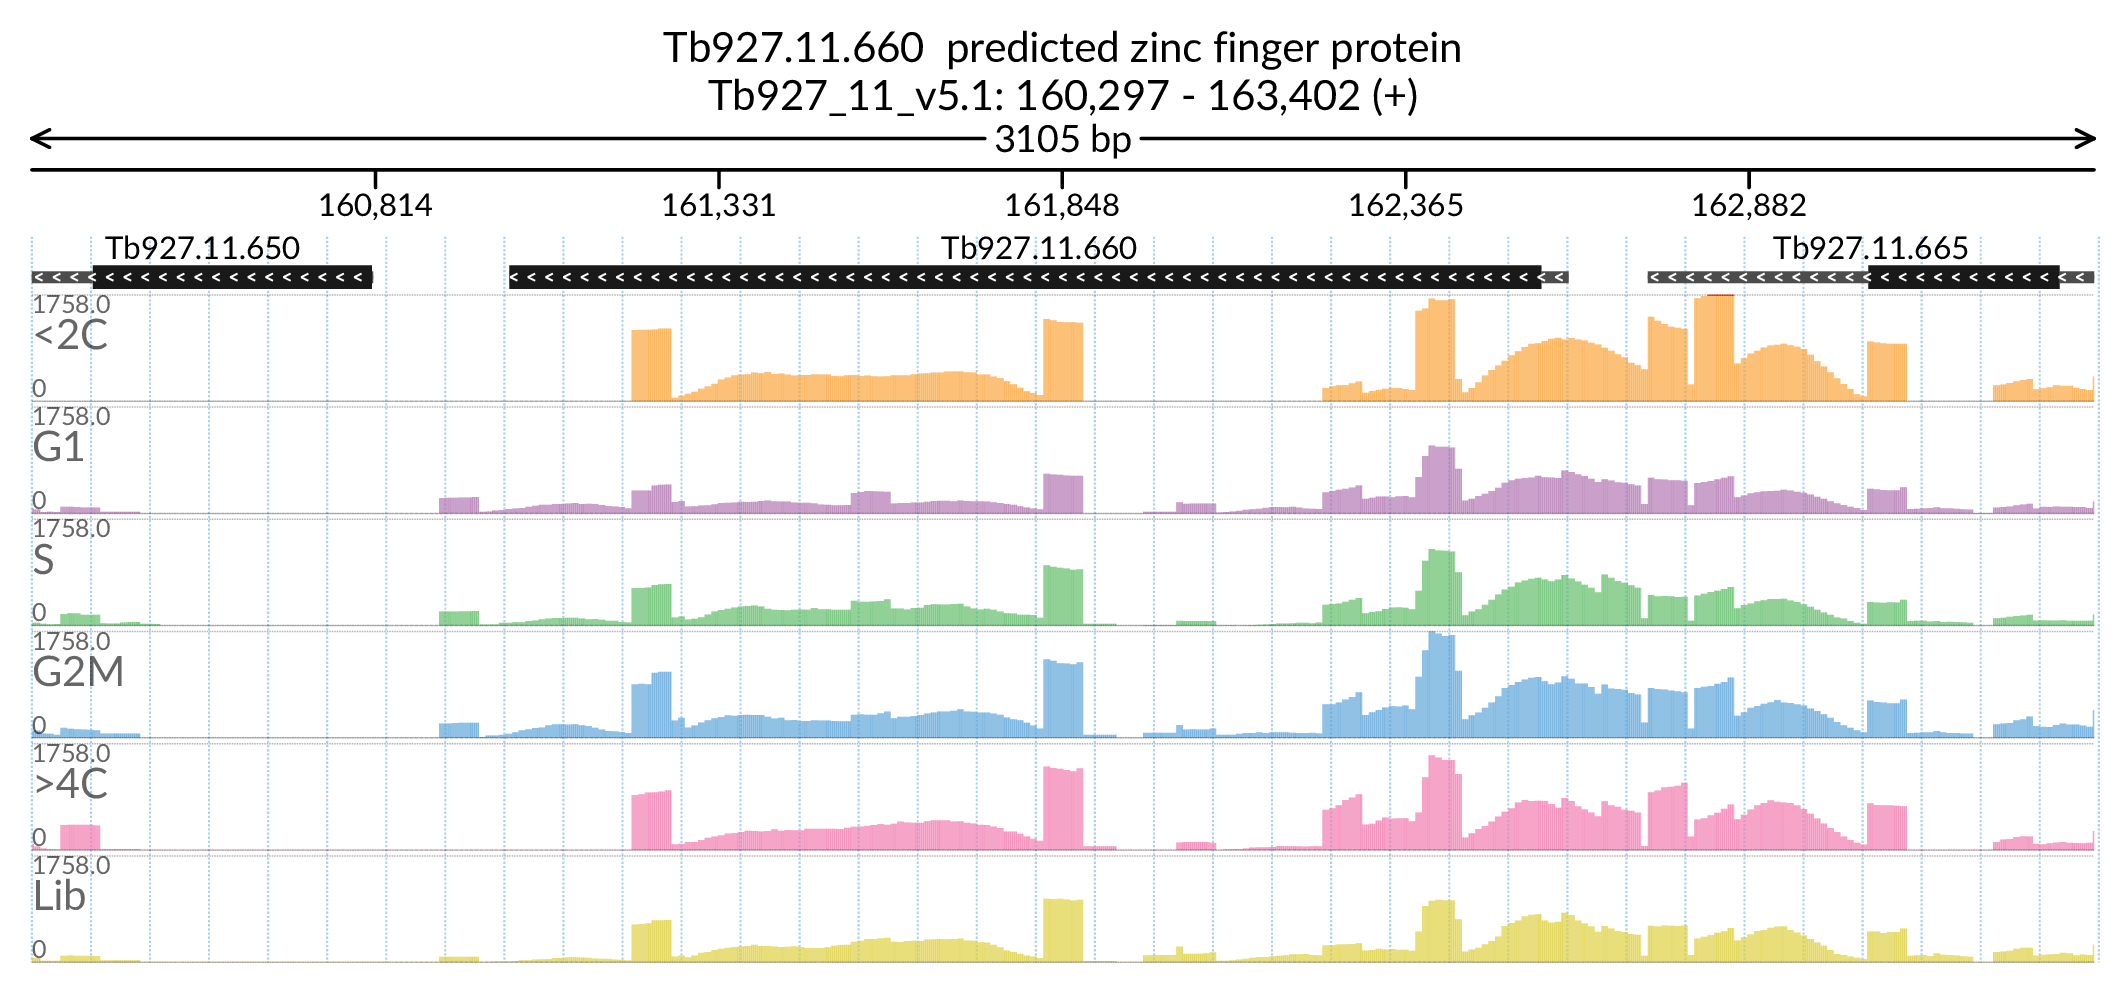 Tb927.11.660  predicted zinc finger protein
Tb927_11_v5.1: 160,297 - 163,402 (+)
3105 bp
160,814 161,331 161,848 162,365 162,882
Tb927.11.650 Tb927.11.660 Tb927.11.665
1758.0
<2C
0
1758.0
G1
0
1758.0
S
0
1758.0
G2M
0
1758.0
>4C
0
1758.0
Lib
0